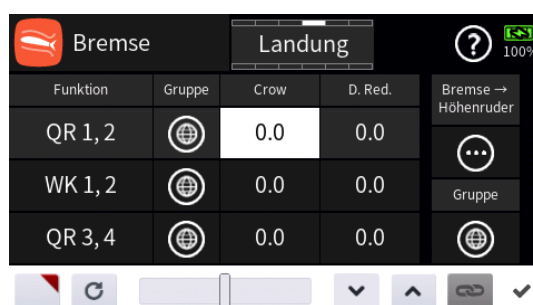 Bremse
Landung
?
100%
Funktion Gruppe Crow D. Red. Bremse →
Höhenruder
QR 1, 2 0.0 0.0
WK 1, 2 0.0 0.0
Gruppe
QR 3, 4 0.0 0.0